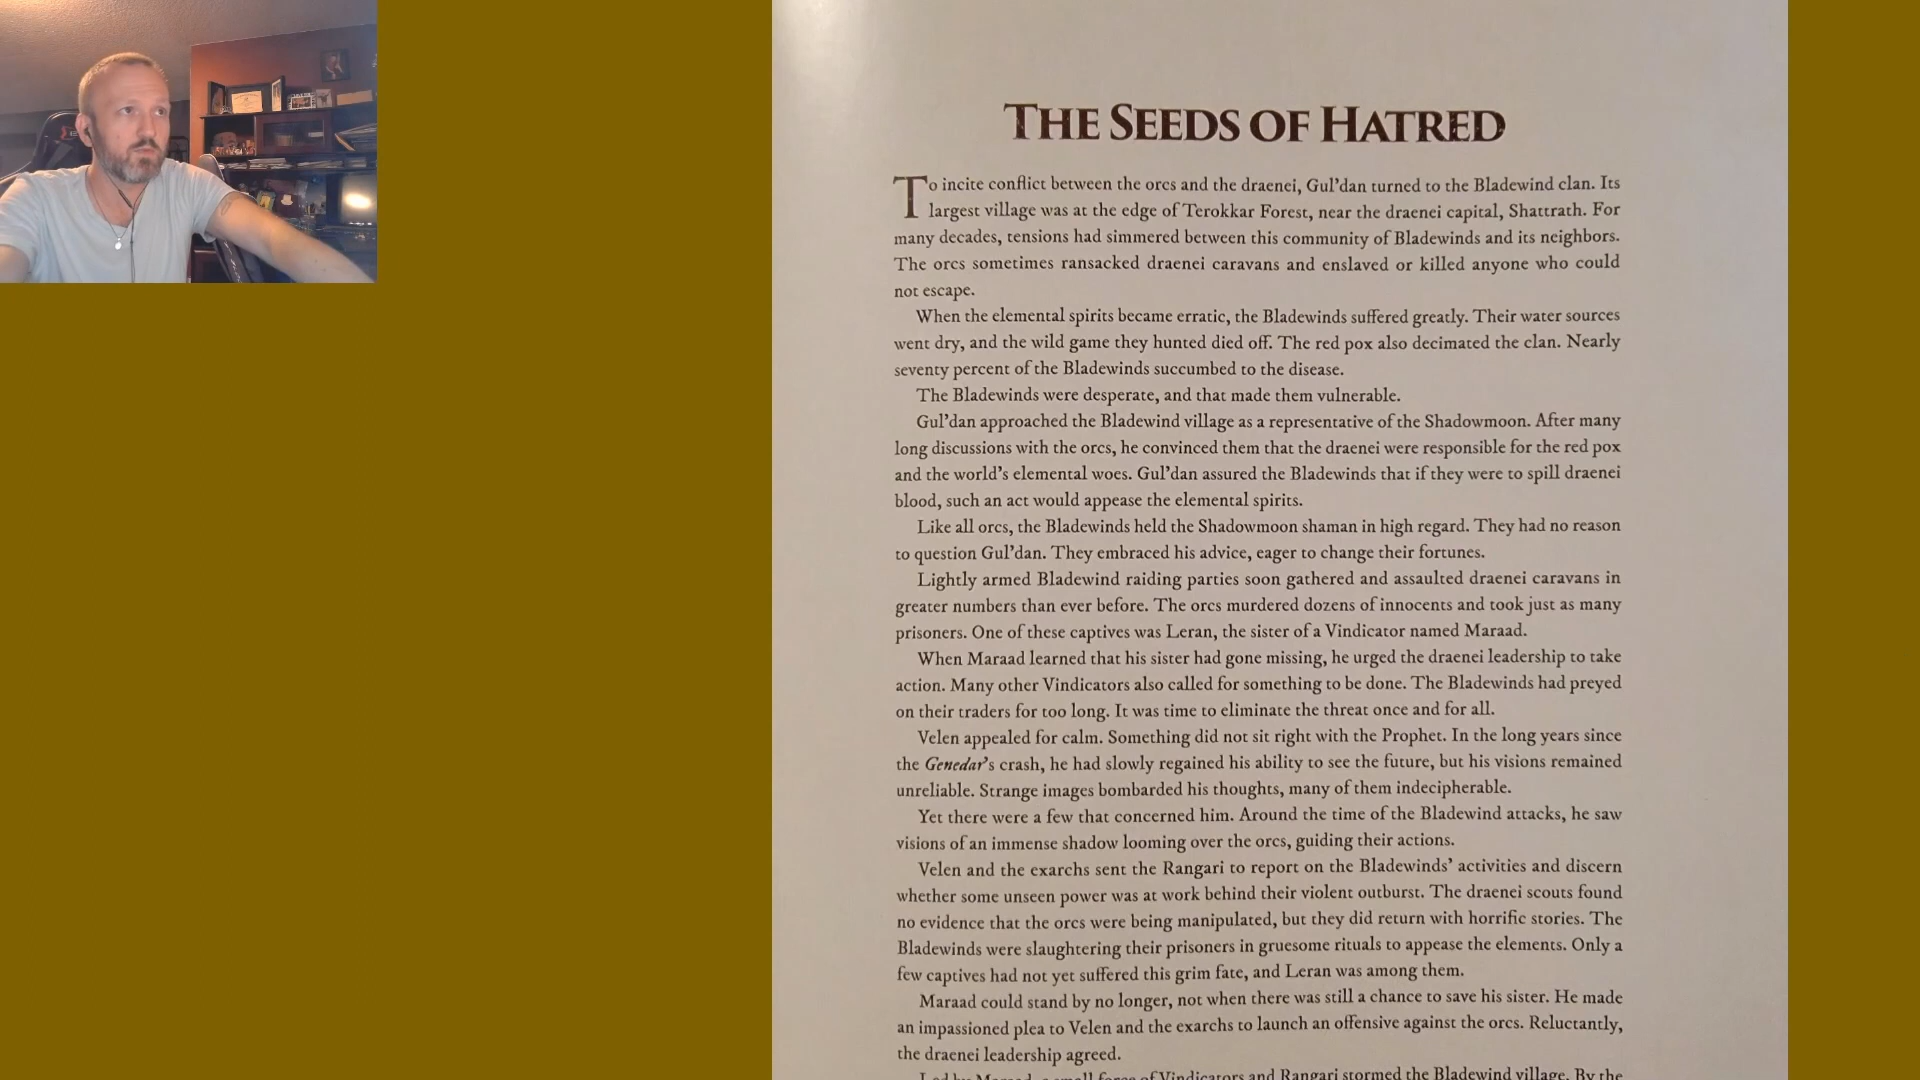 THE SEEDS OF HATRED
To incite conflict between the orcs and the draenei, Gul'dan turned to the Bladewind clan. Its
largest village was at the edge of Terokkar Forest, near the draenei capital, Shattrath. For
many decades, tensions had simmered between this community of Bladewinds and its neighbors.
The orcs sometimes ransacked draenei caravans and enslaved or killed anyone who could
not escape.
When the elemental spirits became erratic, the Bladewinds suffered greatly. Their water sources
went dry, and the wild game they hunted died off. The red pox also decimated the clan. Nearly
seventy percent of the Bladewinds succumbed to the disease.
The Bladewinds were desperate, and that made them vulnerable.
Gul'dan approached the Bladewind village as a representative of the Shadowmoon. After many
long discussions with the orcs, he convinced them that the draenei were responsible for the red pox
and the world's elemental woes. Gul'dan assured the Bladewinds that if they were to spill draenei
blood, such an act would appease the elemental spirits.
Like all orcs, the Bladewinds held the Shadowmoon shaman in high regard. They had no reason
to question Gul'dan. They embraced his advice, eager to change their fortunes.
Lightly armed Bladewind raiding parties soon gathered and assaulted draenei caravans in
greater numbers than ever before. The orcs murdered dozens of innocents and took just as many
prisoners. One of these captives was Leran, the sister of a Vindicator named Maraad.
When Maraad learned that his sister had gone missing, he urged the draenei leadership to take
action. Many other Vindicators also called for something to be done. The Bladewinds had preyed
on their traders for too long. It was time to eliminate the threat once and for all.
Velen appealed for calm. Something did not sit right with the Prophet. In the long years since
the Genedar's crash, he had slowly regained his ability to see the future, but his visions remained
unreliable. Strange images bombarded his thoughts, many of them indecipherable.
Yet there were a few that concerned him. Around the time of the Bladewind attacks, he saw
visions of an immense shadow looming over the orcs, guiding their actions.
Velen and the exarchs sent the Rangari to report on the Bladewinds' activities and discern
whether some unseen power was at work behind their violent outburst. The draenei scouts found
no evidence that the orcs were being manipulated, but they did return with horrific stories. The
Bladewinds were slaughtering their prisoners in gruesome rituals to appease the elements. Only a
few captives had not yet suffered this grim fate, and Leran was among them.
Maraad could stand by no longer, not when there was still a chance to save his sister. He made
an impassioned plea to Velen and the exarchs to launch an offensive against the orcs. Reluctantly,
the draenei leadership agreed.
Led by Maraad, a small force of Vindicators and Rangari stormed the Bladewind village. By the